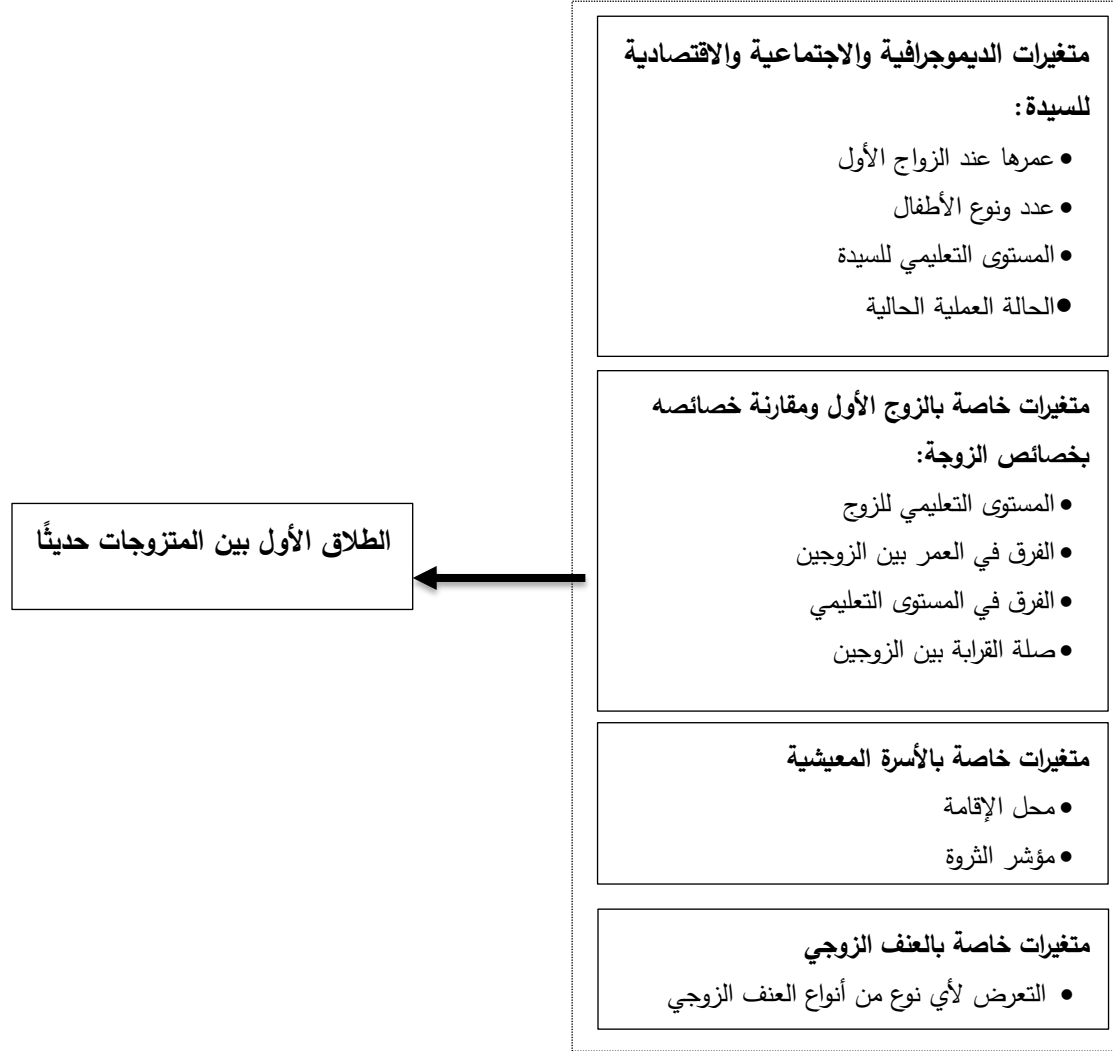 متغيرات الديموجرافية والاجتماعية والاقتصادية
للسيدة:
• عمرها عند الزواج الأول
• عدد ونوع الأطفال
• المستوى التعليمي للسيدة
• الحالة العملية الحالية
متغيرات خاصة بالزوج الأول ومقارنة خصائصه
بخصائص الزوجة:
• المستوى التعليمي للزوج
• الفرق في العمر بين الزوجين
• الفرق في المستوى التعليمي
• صلة القرابة بين الزوجين
متغيرات خاصة بالأسرة المعيشية
• محل الإقامة
• مؤشر الثروة
متغيرات خاصة بالعنف الزوجي
• التعرض لأي نوع من أنواع العنف الزوجي
الطلاق الأول بين المتزوجات حديثًا